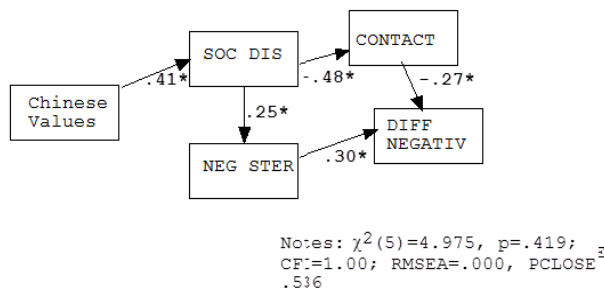 CONTACT
SOC DIS
.41*
-.48*
-.27*
Chinese
Values
.25*
DIFF
NEGATIV
NEG STER
.30*
Notes: χ²(5)=4.975, p=.419;
CFI=1.00; RMSEA=.000, PCLOSE=
.536